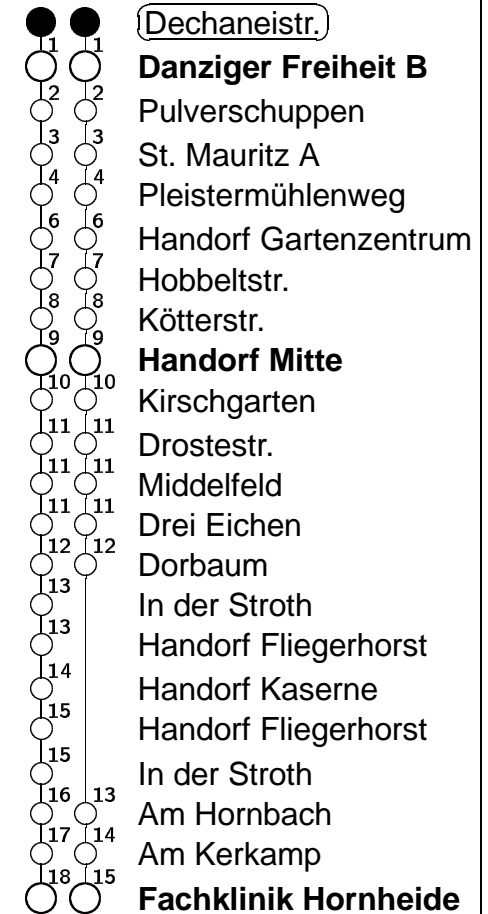 Dechaneistr.
1 1 Danziger Freiheit B
2 2 Pulverschuppen
3 3 St. Mauritz A
4 4 Pleistermühlenweg
6 6 Handorf Gartenzentrum
7 7 Hobbeltstr.
8 8 Kötterstr.
9 9 Handorf Mitte
10 10 Kirschgarten
11 11 Drostestr.
11 11 Middelfeld
11 11 Drei Eichen
12 12 Dorbaum
13 In der Stroth
13 Handorf Fliegerhorst
14 Handorf Kaserne
15 Handorf Fliegerhorst
15 In der Stroth
16 13 Am Hornbach
17 14 Am Kerkamp
18 15 Fachklinik Hornheide